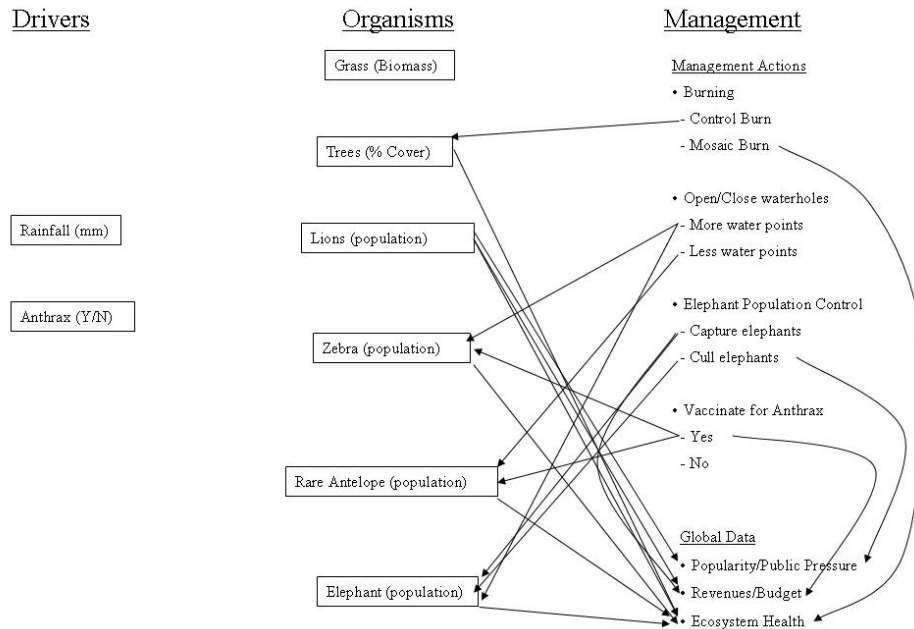 Drivers
Organisms
Management
Grass (Biomass)
Trees (% Cover)
Lions (population)
Zebra (population)
Rare Antelope (population)
Elephant (population)
Rainfall (mm)
Anthrax (Y/N)
Management Actions
• Burning
- Control Burn
- Mosaic Burn
• Open/Close waterholes
- More water points
- Less water points
• Elephant Population Control
- Capture elephants
- Cull elephants
• Vaccinate for Anthrax
- Yes
- No
Global Data
• Popularity/Public Pressure
• Revenues/Budget
• Ecosystem Health